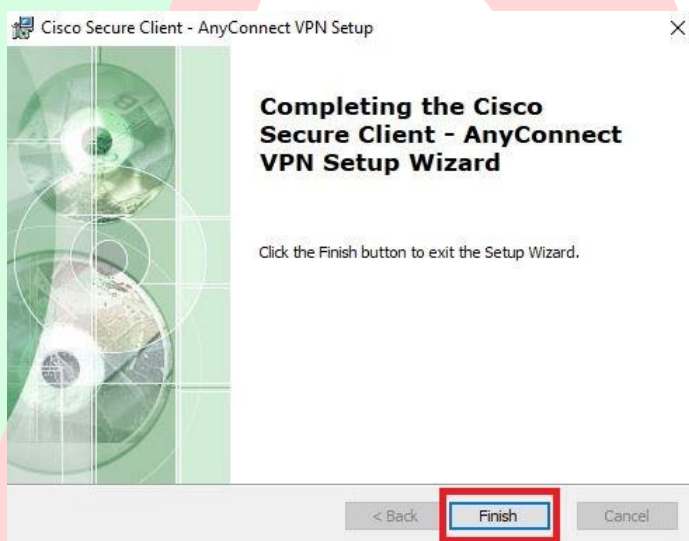 Cisco Secure Client - AnyConnect VPN Setup
Completing the Cisco
Secure Client - AnyConnect
VPN Setup Wizard
Click the Finish button to exit the Setup Wizard.
< Back
Finish
Cancel